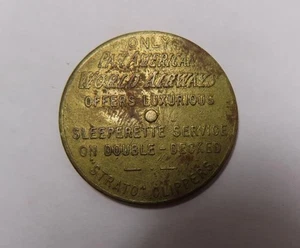 ONLY
PAN AMERICAN
WORLD AIRWAYS
OFFERS LUXURIOUS
SLEEPERETTE SERVICE
ON DOUBLE-DECKED
"STRATO" CLIPPERS